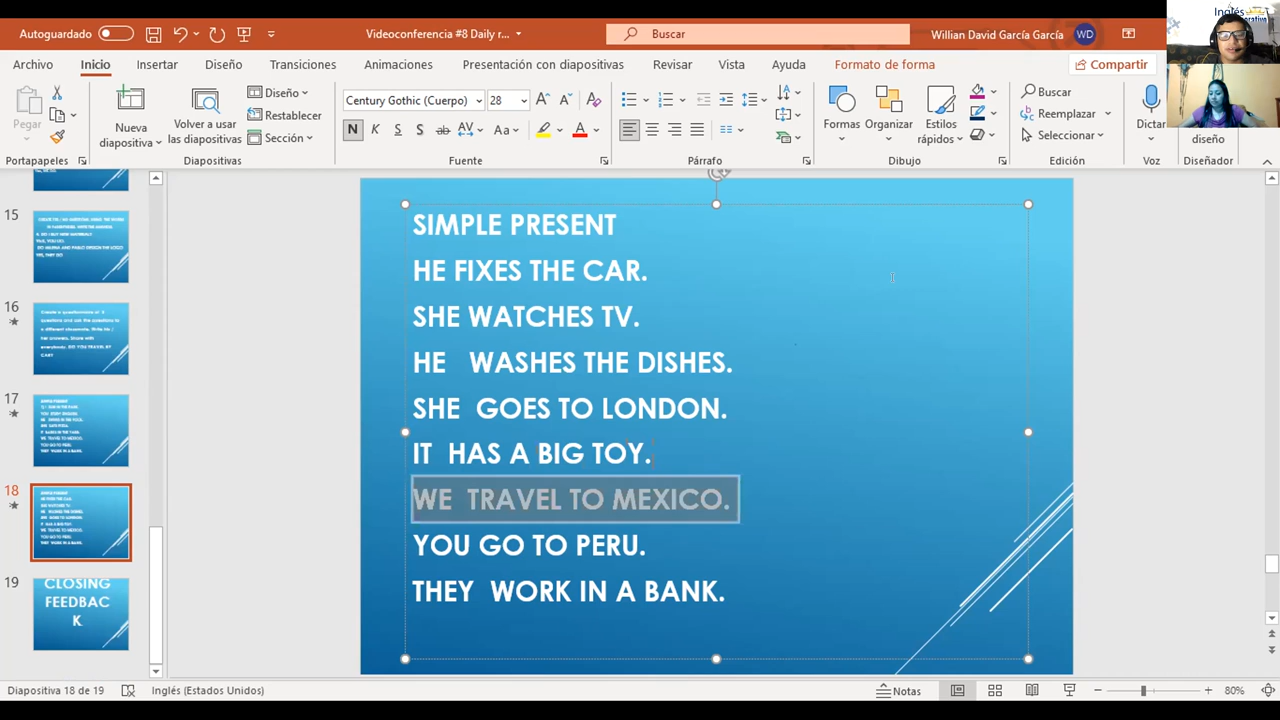 Inglés
Autoguardado
Videoconferencia #8 Daily r...
Buscar
Willian David García García
WD
Archivo
Inicio
Insertar
Diseño
Transiciones
Animaciones
Presentación con diapositivas
Revisar
Vista
Ayuda
Formato de forma
Compartir
Pegar
Nueva diapositiva
Volver a usar las diapositivas
Diseño
Restablecer
Sección
Century Gothic (Cuerpo)
28
N K S S ab AV Aa
Formas
Organizar
Estilos rápidos
Buscar
Reemplazar
Seleccionar
Dictar
diseño
Portapapeles
Diapositivas
Fuente
Párrafo
Dibujo
Edición
Voz
Diseñador
15
16
17
18
19
CLOSING
FEEDBAC
K
SIMPLE PRESENT
HE FIXES THE CAR.
SHE WATCHES TV.
HE WASHES THE DISHES.
SHE GOES TO LONDON.
IT HAS A BIG TOY.
WE TRAVEL TO MEXICO.
YOU GO TO PERU.
THEY WORK IN A BANK.
Diapositiva 18 de 19
Inglés (Estados Unidos)
Notas
80%